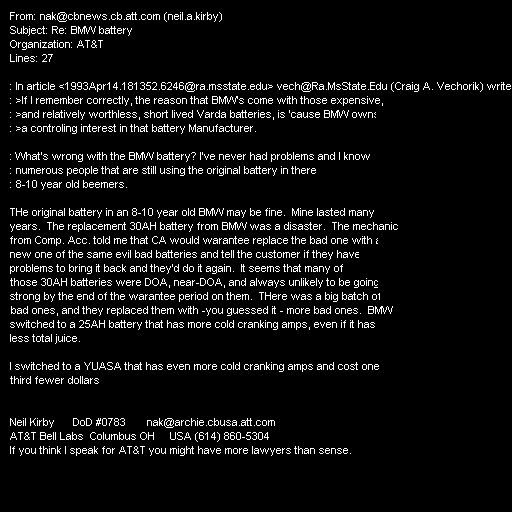 From: nak@cbnews.cb.att.com (neil.a.kirby)
Subject: Re: BMW battery
Organization: AT&T
Lines: 27
: In article <1993Apr14.181352.6246@ra.msstate.edu> vech@Ra.MsState.Edu (Craig A. Vechorik) write
: >If I remember correctly, the reason that BMW's come with those expensive,
: >and relatively worthless, short lived Varda batteries, is 'cause BMW owns
: >a controling interest in that battery Manufacturer.
: What's wrong with the BMW battery? I've never had problems and I know
: numerous people that are still using the original battery in there
: 8-10 year old beemers.
THe original battery in an 8-10 year old BMW may be fine. Mine lasted many
years. The replacement 30AH battery from BMW was a disaster. The mechanic
from Comp. Acc. told me that CA would warantee replace the bad one with a
new one of the same evil bad batteries and tell the customer if they have
problems to bring it back and they'd do it again. It seems that many of
those 30AH batteries were DOA, near-DOA, and always unlikely to be going
strong by the end of the warantee period on them. THere was a big batch of
bad ones, and they replaced them with -you guessed it - more bad ones. BMW
switched to a 25AH battery that has more cold cranking amps, even if it has
less total juice.
I switched to a YUASA that has even more cold cranking amps and cost one
third fewer dollars
Neil Kirby DoD #0783 nak@archie.cbusa.att.com
AT&T Bell Labs Columbus OH USA (614) 860-5304
If you think I speak for AT&T you might have more lawyers than sense.